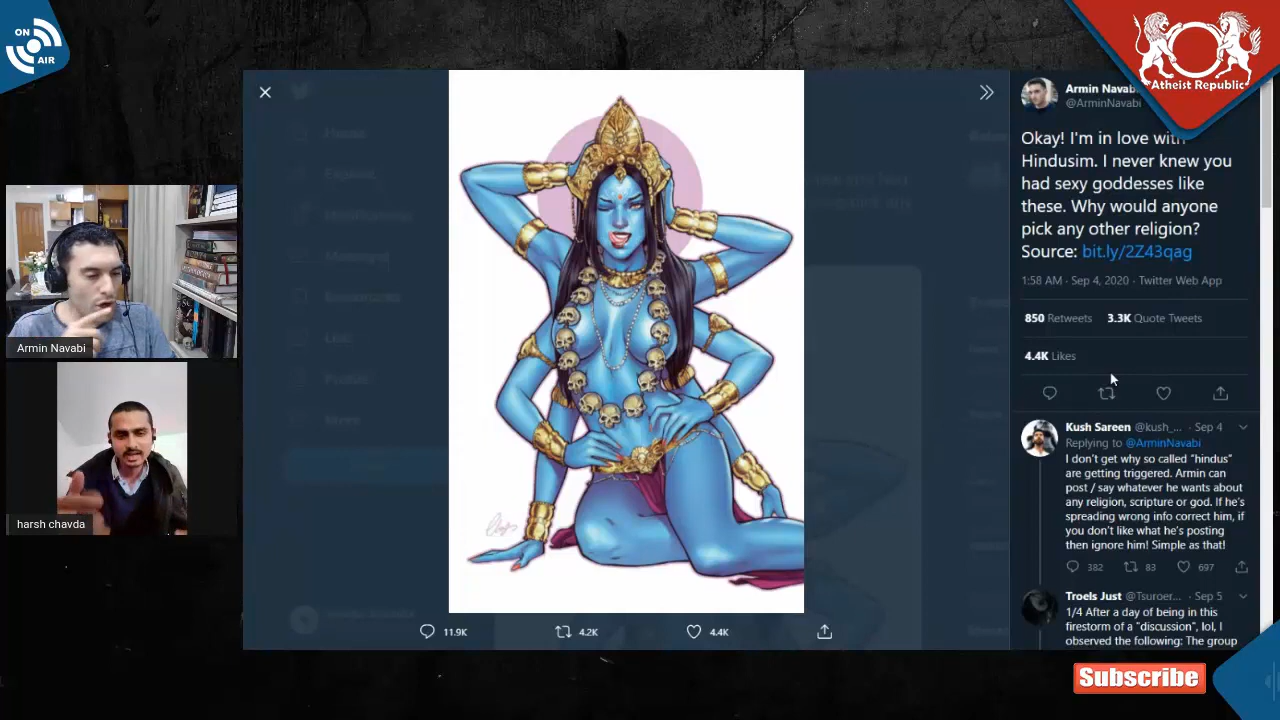 ON
AIR
Atheist Republic
Armin Navabi
@ArminNavabi
Okay! I'm in love with
Hindusim. I never knew you
had sexy goddesses like
these. Why would anyone
pick any other religion?
Source: bit.ly/2Z43qag
1:58 AM · Sep 4, 2020 · Twitter Web App
850 Retweets 3.3K Quote Tweets
4.4K Likes
Kush Sareen @kush_... · Sep 4
Replying to @ArminNavabi
I don't get why so called "hindus"
are getting triggered. Armin can
post / say whatever he wants about
any religion, scripture or god. If he's
spreading wrong info correct him, if
you don't like what he's posting
then ignore him! Simple as that!
382 83 697
Troels Just @Tsuroer... · Sep 5
1/4 After a day of being in this
firestorm of a "discussion", lol, I
observed the following: The group
Armin Navabi
harsh chavda
11.9K 4.2K 4.4K
Subscribe